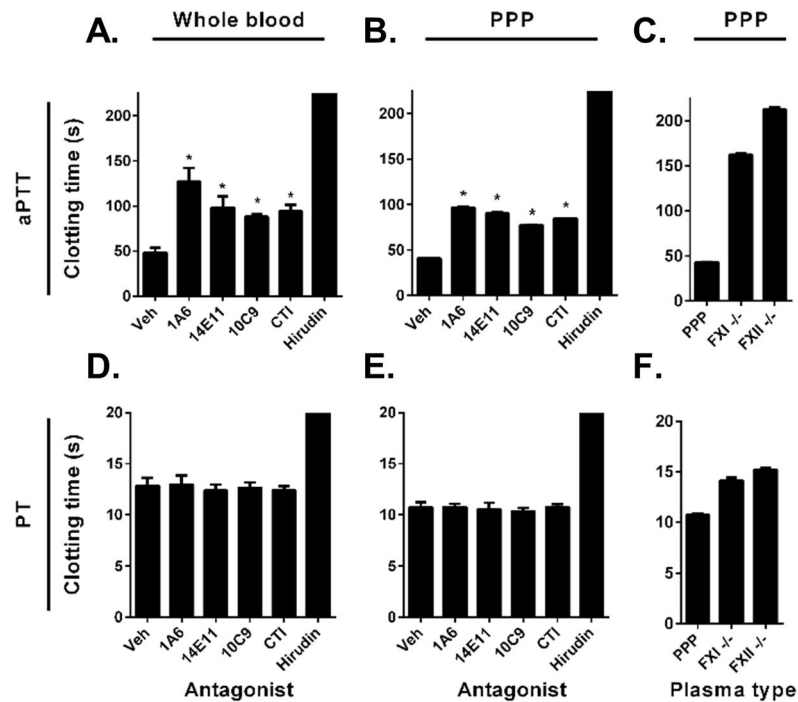 A.
Whole blood
B.
PPP
C.
PPP
aPTT
Clotting time (s)
200
150
100
50
0
*
*
*
*
Veh
1A6
14E11
10C9
CTI
Hirudin
200
150
100
50
0
*
*
*
*
Veh
1A6
14E11
10C9
CTI
Hirudin
200
150
100
50
0
PPP
FXI -/-
FXII -/-
D.
E.
F.
PT
Clotting time (s)
20
15
10
5
0
Veh
1A6
14E11
10C9
CTI
Hirudin
Antagonist
20
15
10
5
0
Veh
1A6
14E11
10C9
CTI
Hirudin
Antagonist
20
15
10
5
0
PPP
FXI -/-
FXII -/-
Plasma type